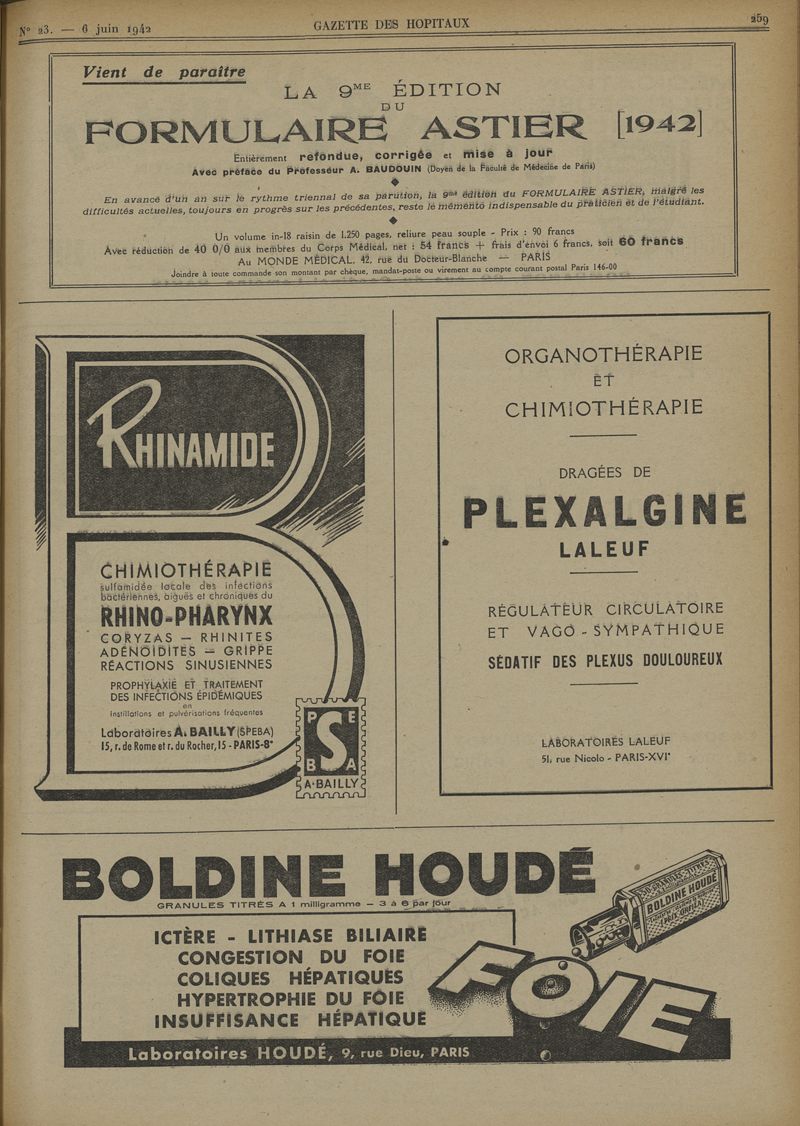 Nº 23. — 6 juin 1942
GAZETTE DES HOPITAUX
259
Vient de paraître
LA 9ME ÉDITION
DU
FORMULAIRE ASTIER [1942]
Entièrement refondue, corrigée et mise à jour
Avec préface du Professeur A. BAUDOUIN (Doyen de la Faculté de Médecine de Paris)
En avance d'un an sur le rythme triennal de sa parution, la 9me édition du FORMULAIRE ASTIER, malgré les
difficultés actuelles, toujours en progrès sur les précédentes, reste le mémento indispensable du praticien et de l'étudiant.
Un volume in-18 raisin de 1.250 pages, reliure peau souple - Prix : 90 francs
Avec réduction de 40 0/0 aux membres du Corps Médical, net : 54 francs + frais d'envoi 6 francs, soit 60 francs
Au MONDE MÉDICAL, 42, rue du Docteur-Blanche — PARIS
Joindre à toute commande son montant par chèque, mandat-poste ou virement au compte courant postal Paris 146-00
RHINAMIDE
CHIMIOTHÉRAPIE
sulfamidée locale des infections
bactériennes, aiguës et chroniques du
RHINO-PHARYNX
CORYZAS — RHINITES
ADÉNOÏDITES — GRIPPE
RÉACTIONS SINUSIENNES
PROPHYLAXIE ET TRAITEMENT
DES INFECTIONS ÉPIDÉMIQUES
en
instillations et pulvérisations fréquentes
Laboratoires A. BAILLY (SPEBA)
15, r. de Rome et r. du Rocher, 15 - PARIS-8e
SPEBA
A. BAILLY
ORGANOTHÉRAPIE
ET
CHIMIOTHÉRAPIE
DRAGÉES DE
PLEXALGINE
LALEUF
RÉGULATEUR CIRCULATOIRE
ET VAGO - SYMPATHIQUE
SÉDATIF DES PLEXUS DOULOUREUX
LABORATOIRES LALEUF
51, rue Nicolo - PARIS-XVIe
BOLDINE HOUDÉ
GRANULES TITRÉS A 1 milligramme — 3 à 6 par jour
ICTÈRE - LITHIASE BILIAIRE
CONGESTION DU FOIE
COLIQUES HÉPATIQUES
HYPERTROPHIE DU FOIE
INSUFFISANCE HÉPATIQUE
Laboratoires HOUDÉ, 9, rue Dieu, PARIS
BOLDINE HOUDÉ
FOIE